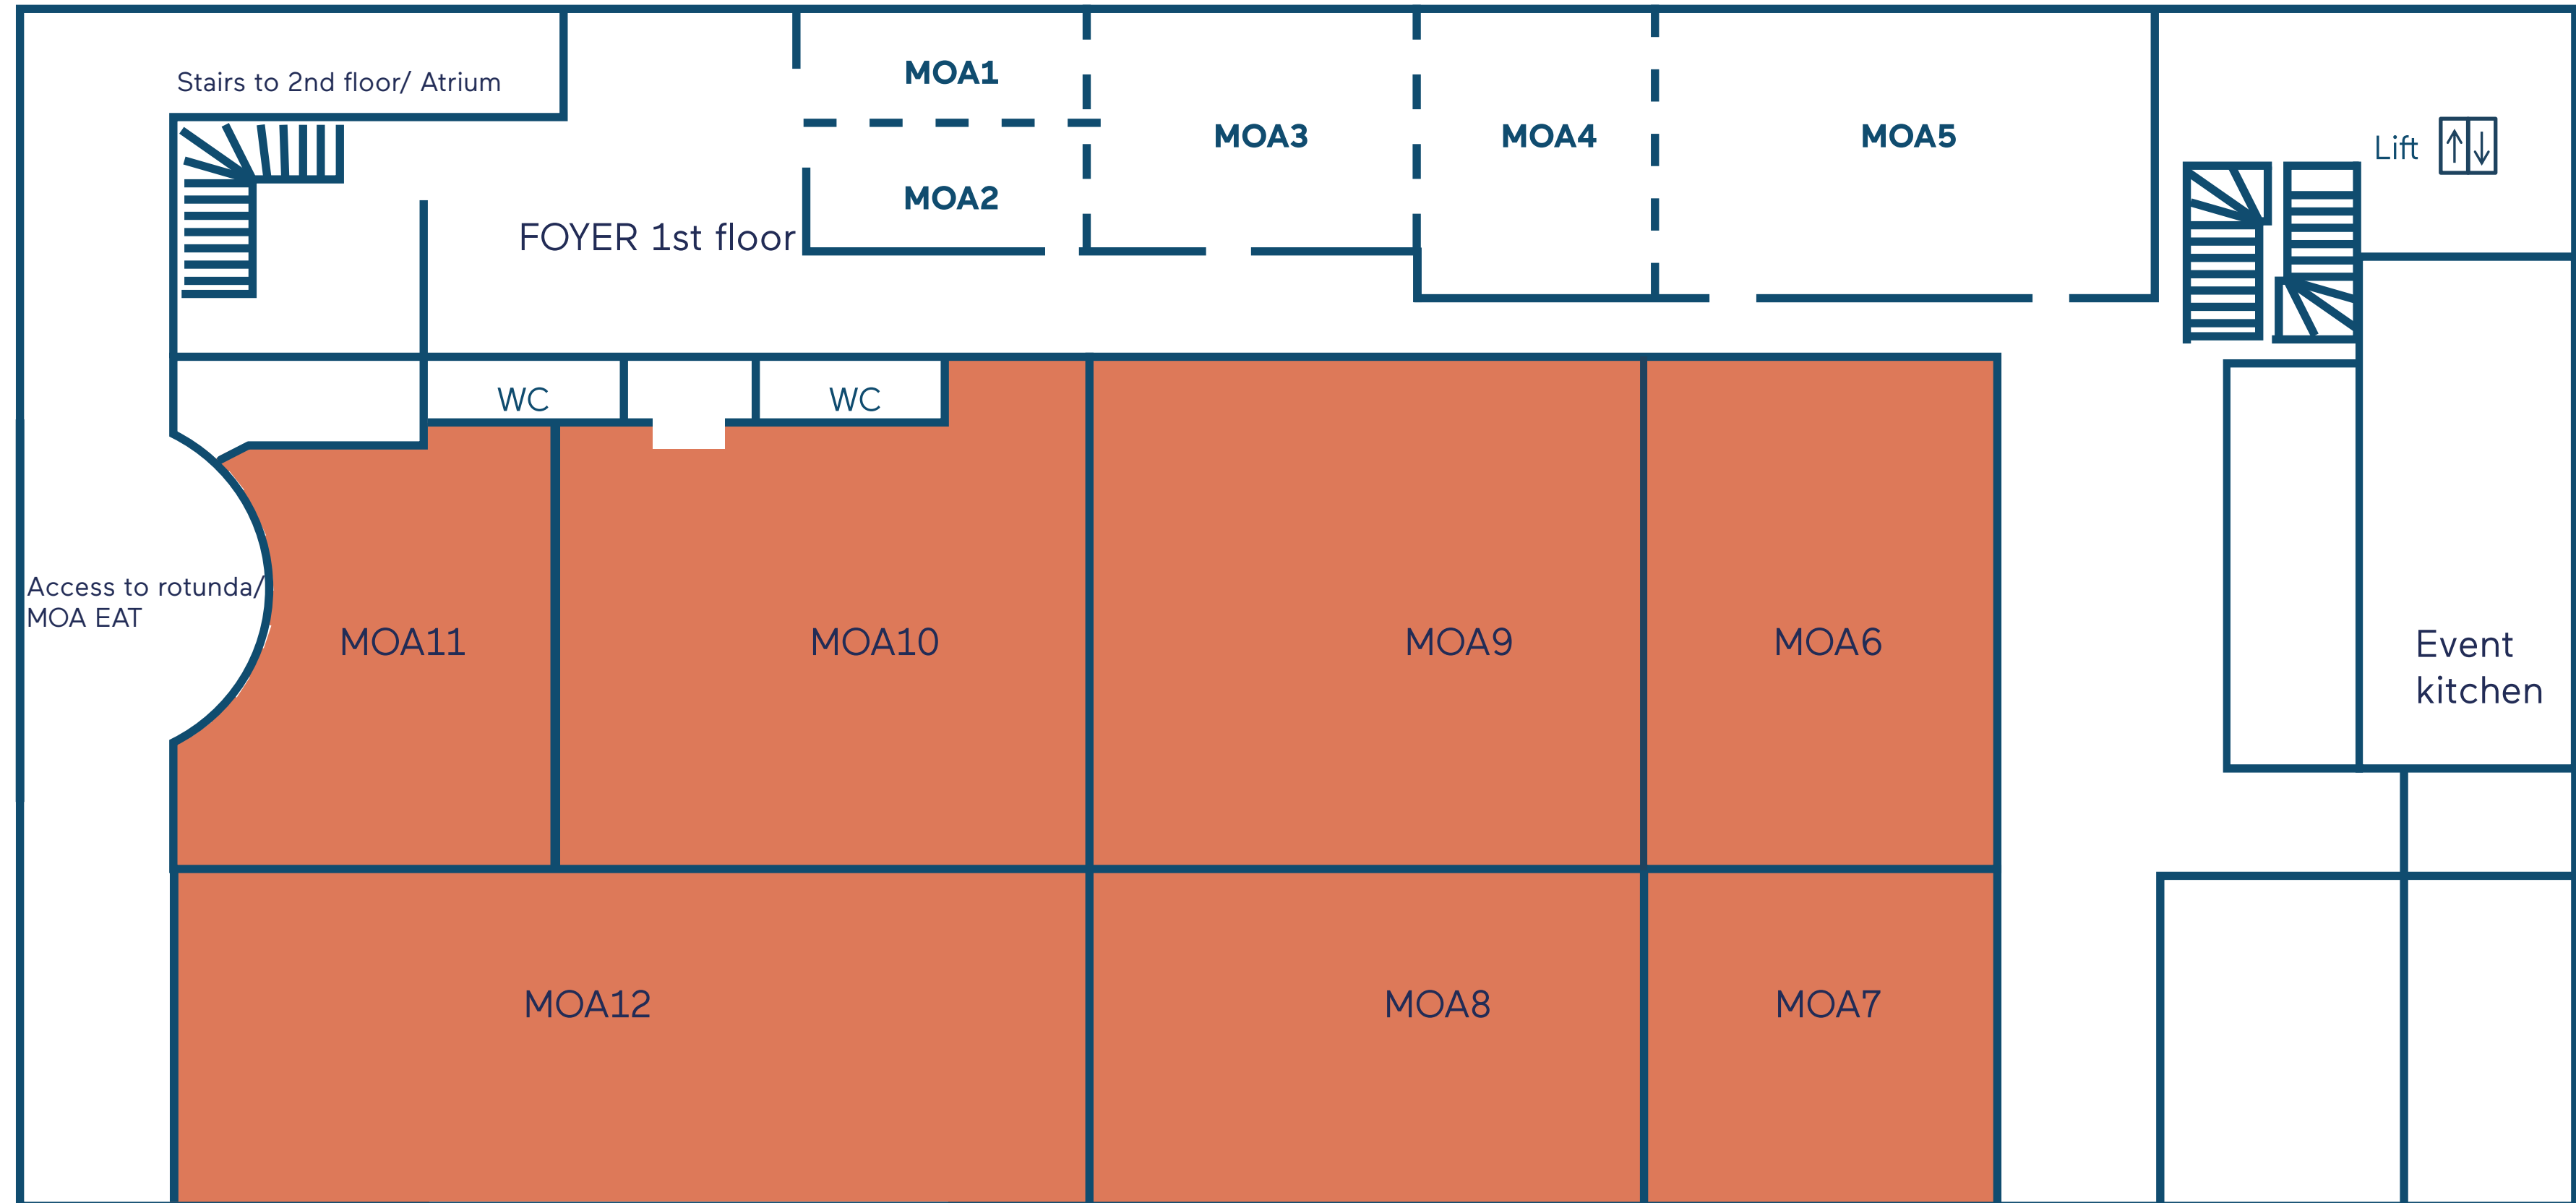 Stairs to 2nd floor/ Atrium
MOA1
MOA2
MOA3
MOA4
MOA5
Lift
FOYER 1st floor
WC
WC
Access to rotunda/
MOA EAT
MOA11
MOA10
MOA9
MOA6
Event
kitchen
MOA12
MOA8
MOA7